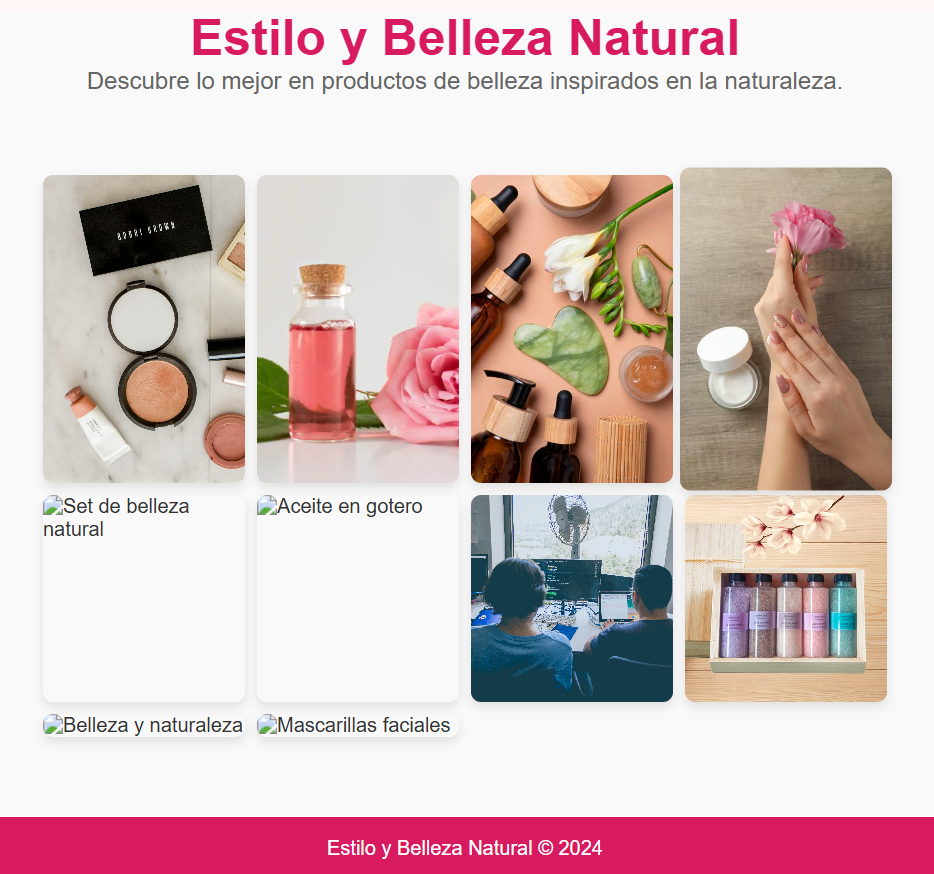 Estilo y Belleza Natural
Descubre lo mejor en productos de belleza inspirados en la naturaleza.
BOBBI BROWN
Set de belleza
natural
Aceite en gotero
Belleza y naturaleza
Mascarillas faciales
Estilo y Belleza Natural © 2024